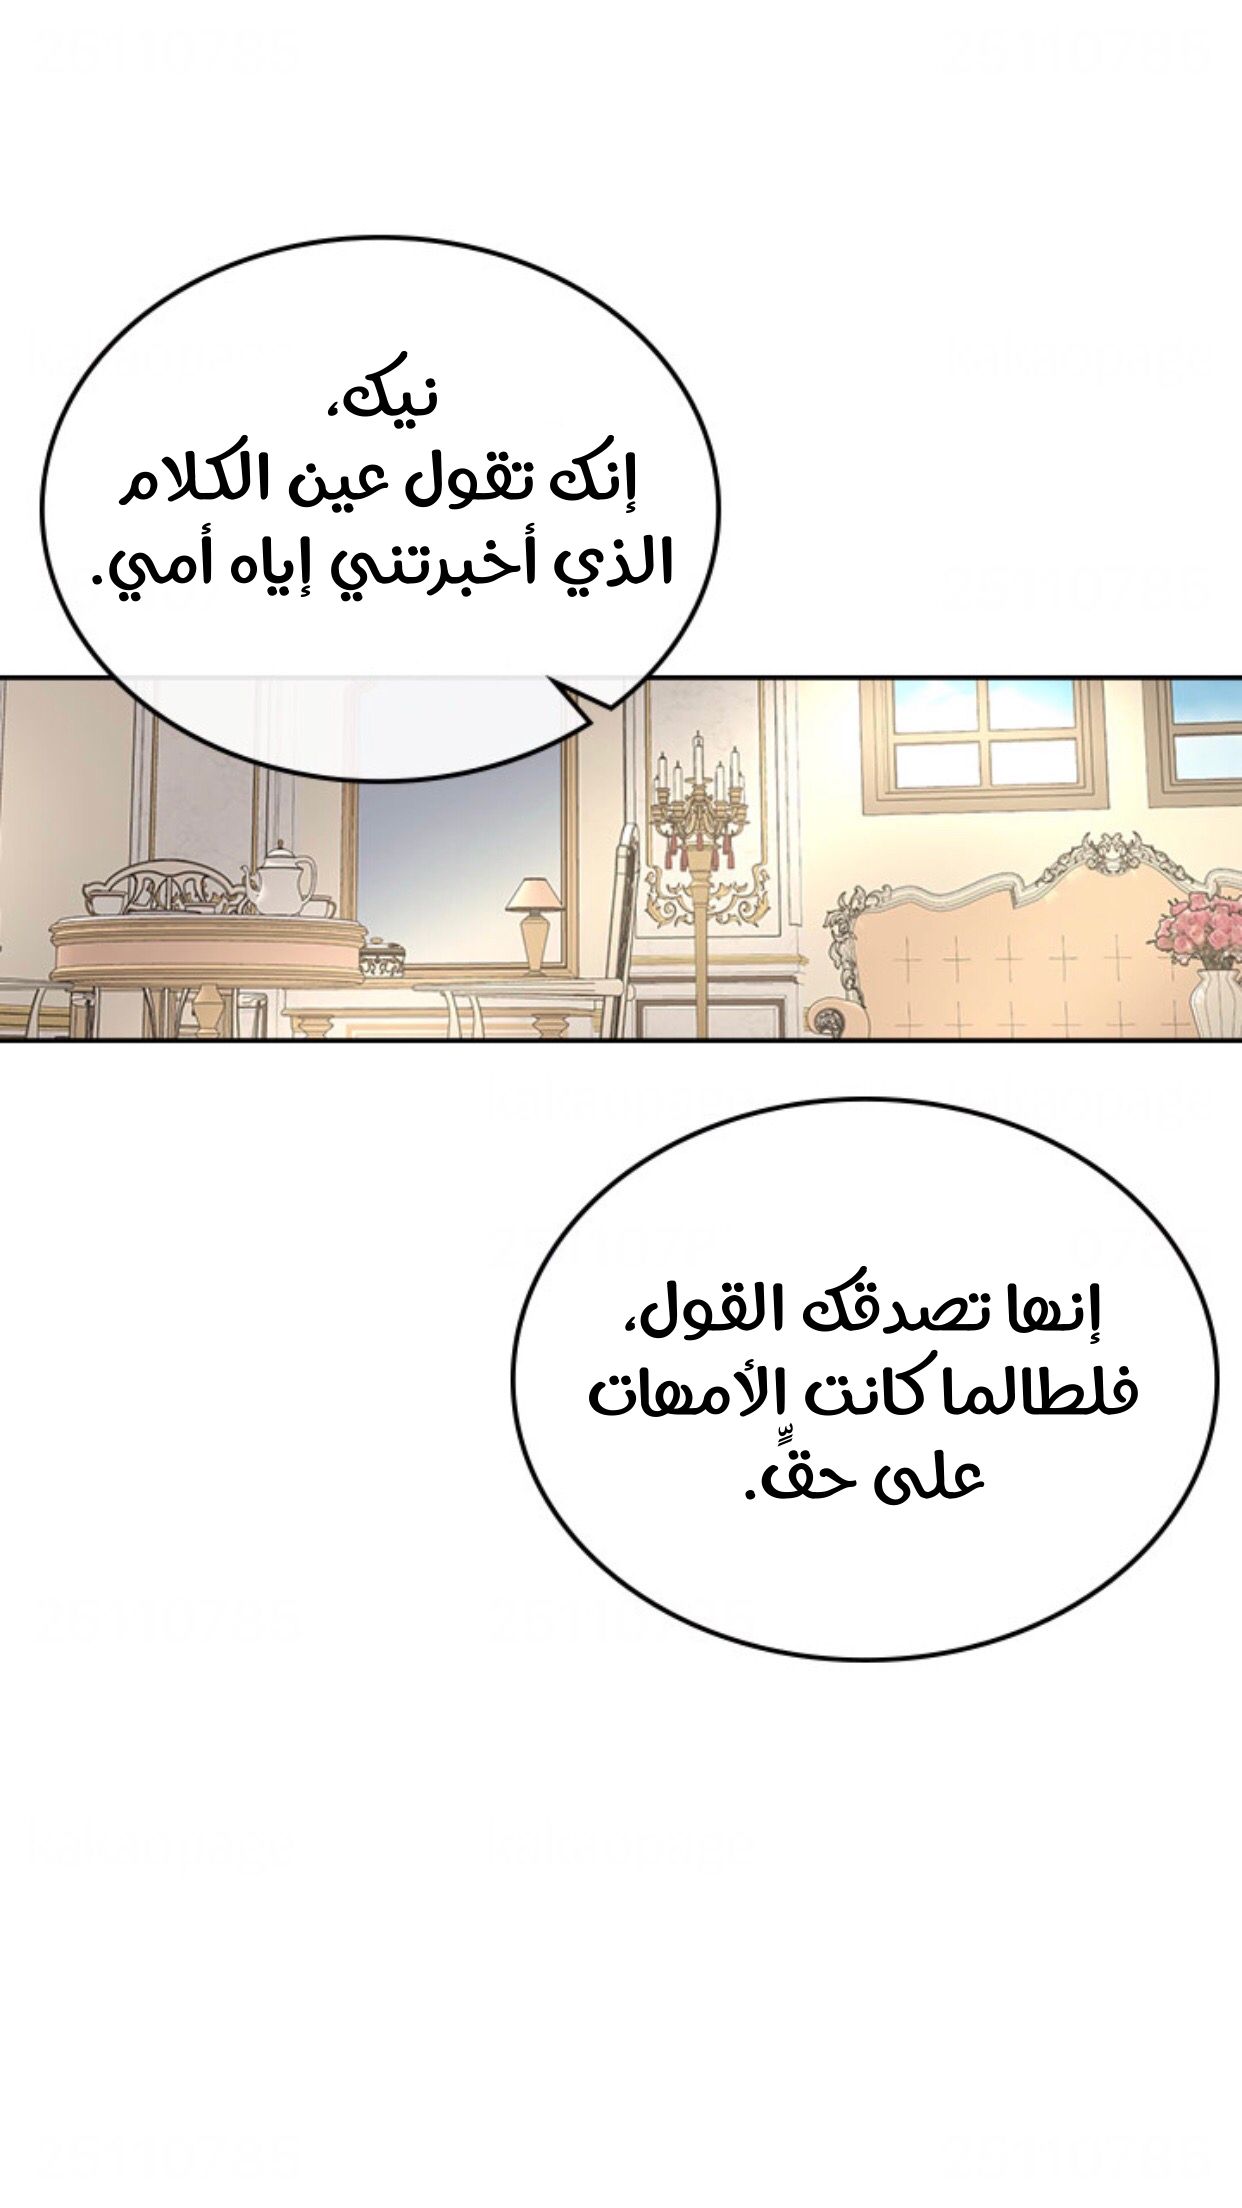 نيك،
إنك تقول عين الكلام
الذي أخبرتني إياه أمي.
إنها تصدقك القول،
فلطالما كانت الأمهات
على حقٍّ.